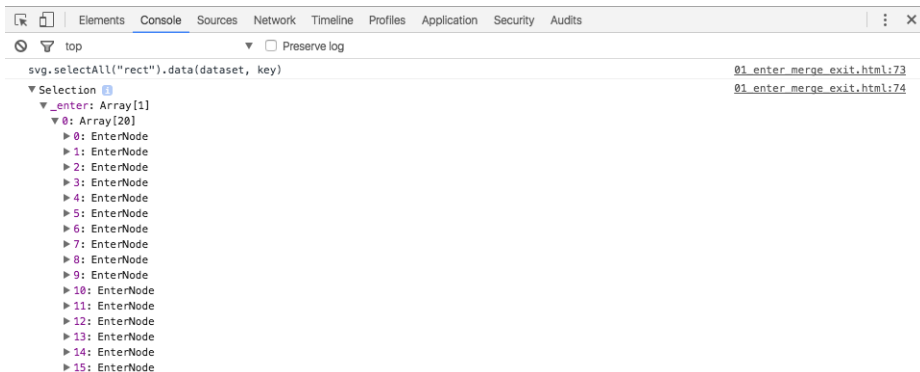 Elements Console Sources Network Timeline Profiles Application Security Audits
top Preserve log
svg.selectAll("rect").data(dataset, key) 01_enter_merge_exit.html:73
Selection 01_enter_merge_exit.html:74
_enter: Array[1]
0: Array[20]
0: EnterNode
1: EnterNode
2: EnterNode
3: EnterNode
4: EnterNode
5: EnterNode
6: EnterNode
7: EnterNode
8: EnterNode
9: EnterNode
10: EnterNode
11: EnterNode
12: EnterNode
13: EnterNode
14: EnterNode
15: EnterNode